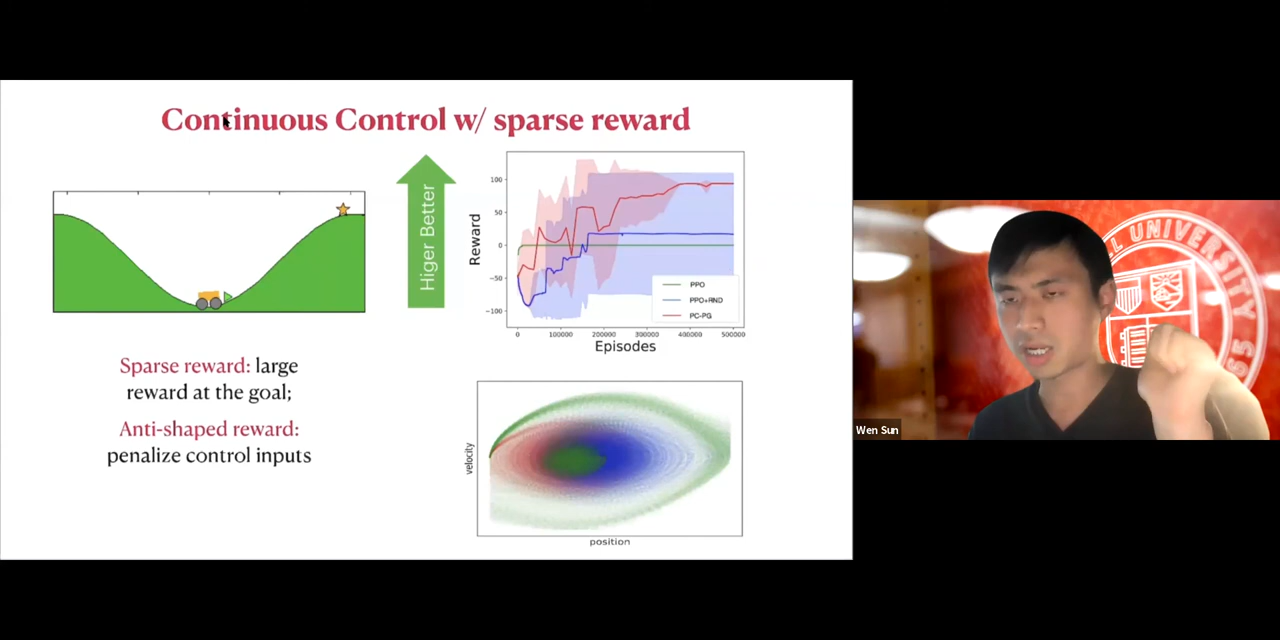 Continuous Control w/ sparse reward
Higer Better
Sparse reward: large
reward at the goal;
Anti-shaped reward:
penalize control inputs
Reward
100
50
0
−50
−100
PPO
PPO+RND
PC-PG
0
100000
200000
300000
400000
500000
Episodes
velocity
position
UNIVERSITY
Wen Sun